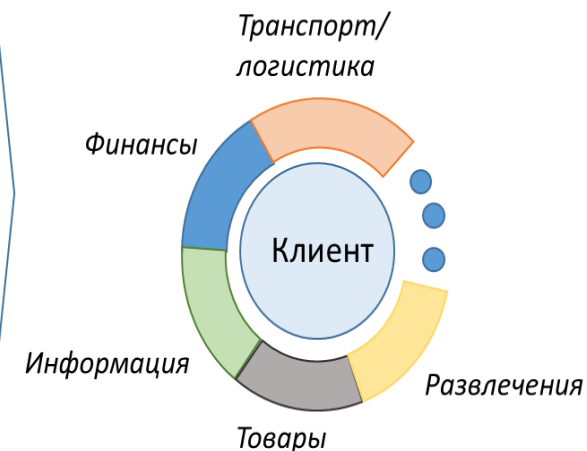 Транспорт/
логистика
Финансы
Клиент
Информация
Развлечения
Товары